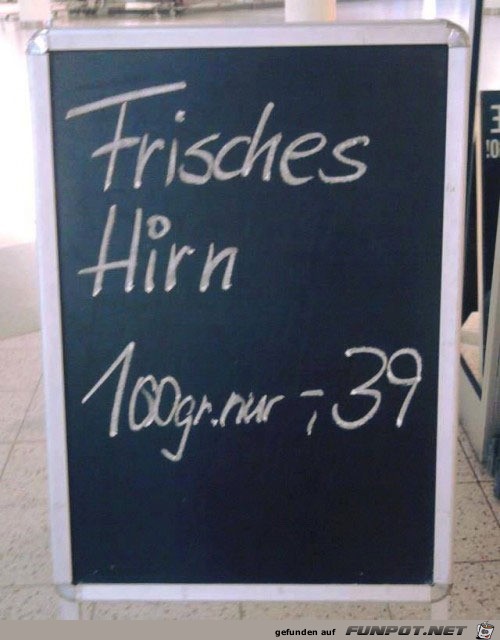 Frisches
Hirn
100gr. nur -,39
gefunden auf FUNPOT.NET